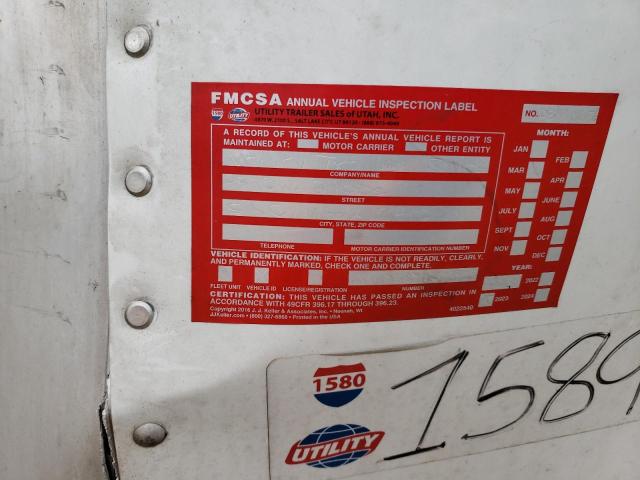 FMCSA ANNUAL VEHICLE INSPECTION LABEL
UTILITY TRAILER SALES of UTAH, INC.
NO.
A RECORD OF THIS VEHICLE'S ANNUAL VEHICLE REPORT IS
MAINTAINED AT: MOTOR CARRIER OTHER ENTITY
COMPANY/NAME
STREET
CITY, STATE, ZIP CODE
TELEPHONE MOTOR CARRIER IDENTIFICATION NUMBER
MONTH:
JAN FEB
MAR APR
MAY JUNE
JULY AUG
SEPT OCT
NOV DEC
VEHICLE IDENTIFICATION: IF THE VEHICLE IS NOT READILY, CLEARLY,
AND PERMANENTLY MARKED, CHECK ONE AND COMPLETE.
FLEET UNIT VEHICLE ID LICENSE/REGISTRATION NUMBER
YEAR:
2022
2023 2024
CERTIFICATION: THIS VEHICLE HAS PASSED AN INSPECTION IN
ACCORDANCE WITH 49CFR 396.17 THROUGH 396.23.
Copyright 2016 J. J. Keller & Associates, Inc. • Neenah, WI
JJKeller.com • (800) 327-6868 • Printed in the USA
1580
UTILITY
1589